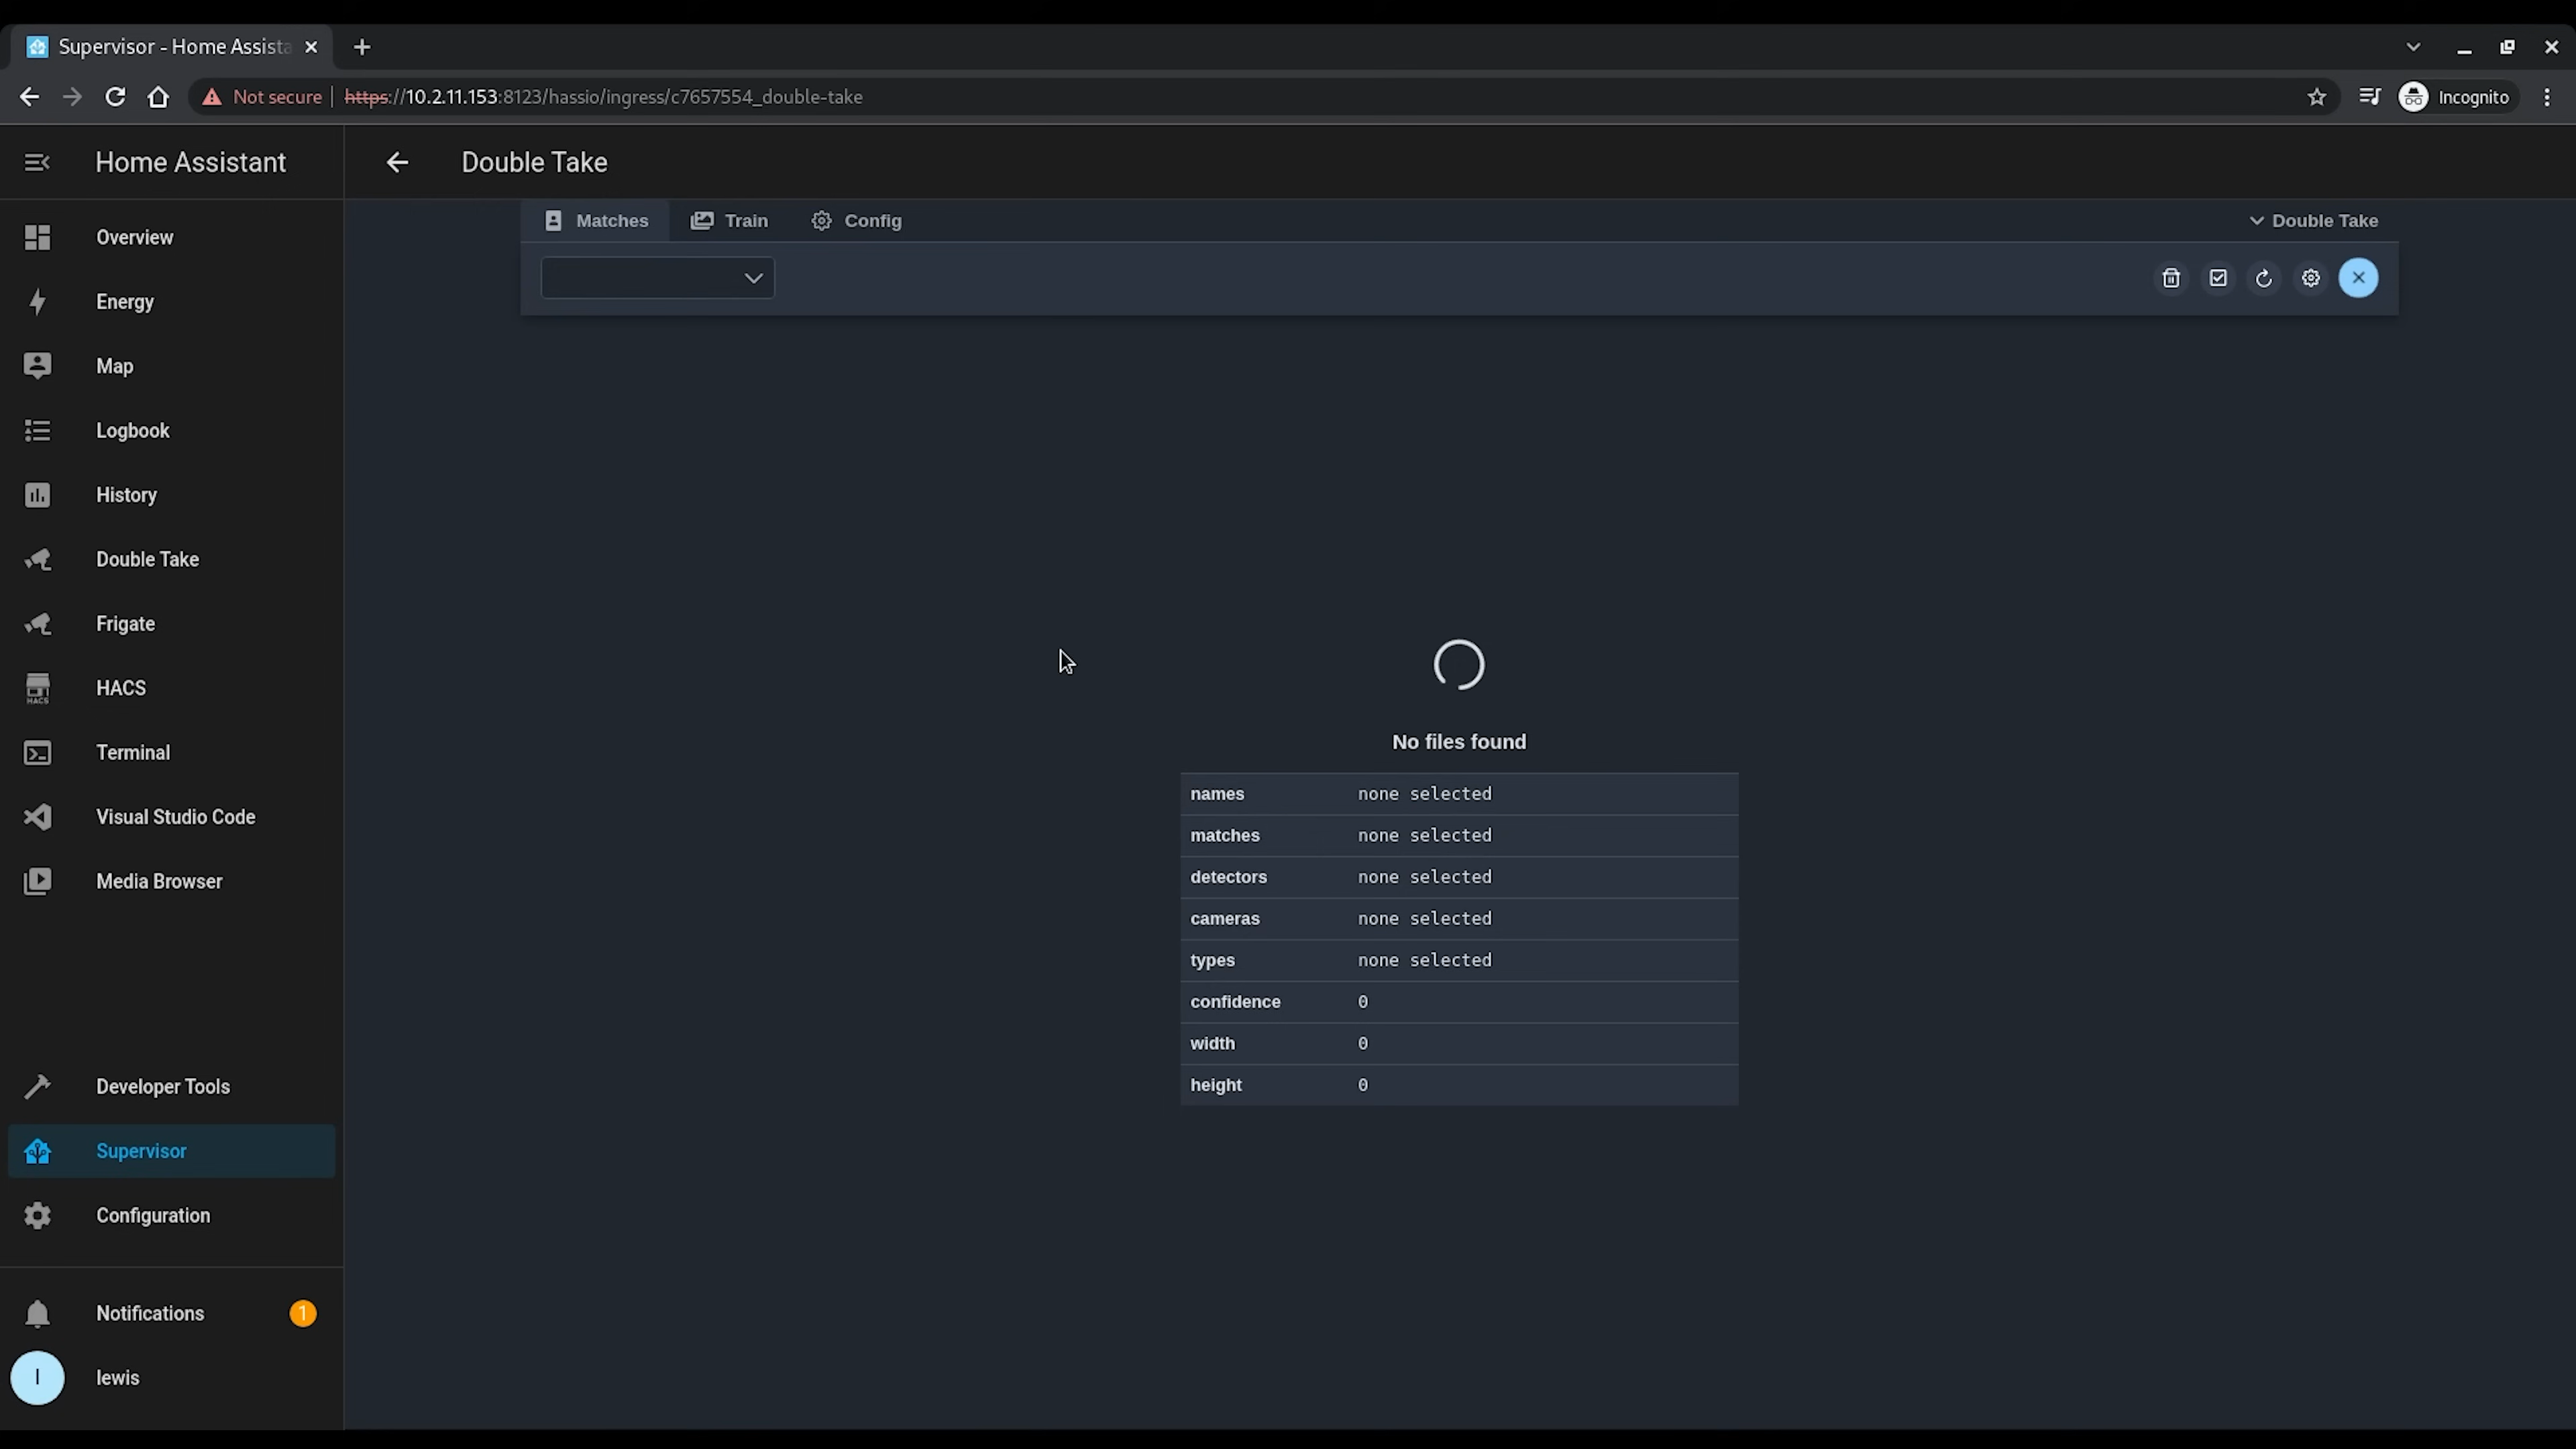 Supervisor - Home Assista
Not secure
https://10.2.11.153:8123/hassio/ingress/c7657554_double-take
Incognito
Home Assistant
Double Take
Overview
Energy
Map
Logbook
History
Double Take
Frigate
HACS
HACS
Terminal
Visual Studio Code
Media Browser
Developer Tools
Supervisor
Configuration
Notifications
1
l
lewis
Matches
Train
Config
Double Take
No files found
names none selected
matches none selected
detectors none selected
cameras none selected
types none selected
confidence 0
width 0
height 0